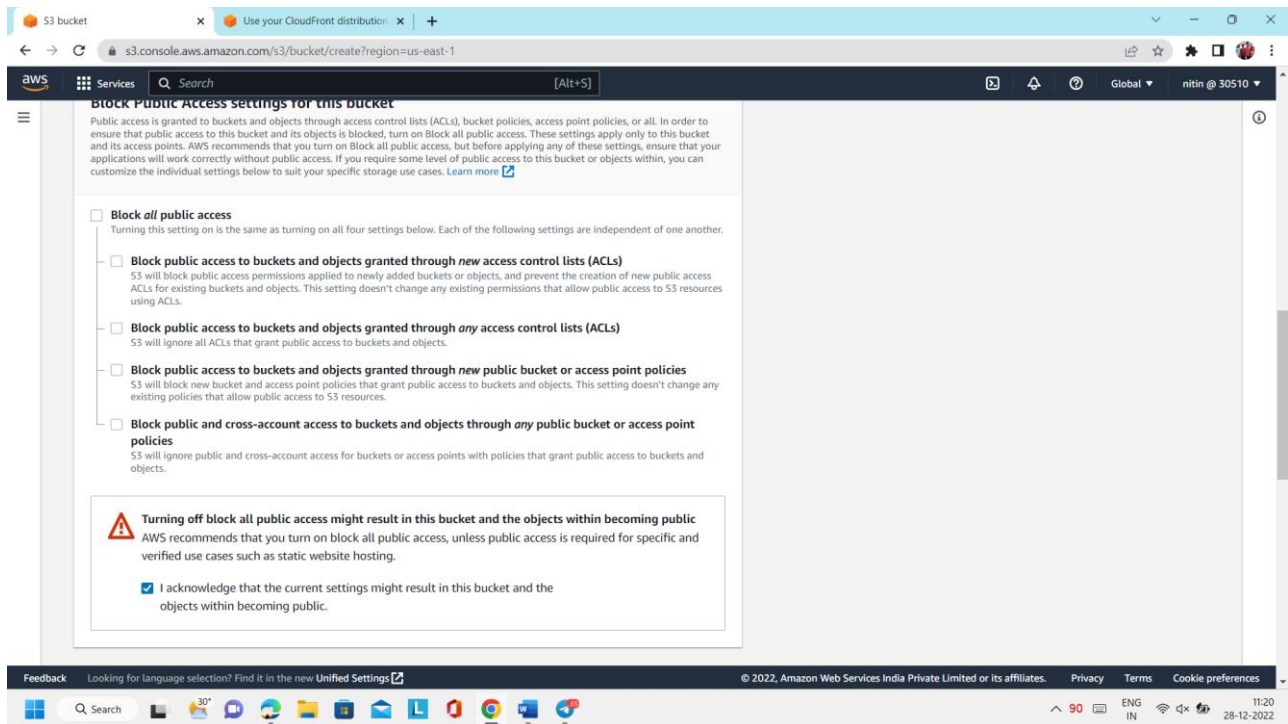 S3 bucket
Use your CloudFront distribution
s3.console.aws.amazon.com/s3/bucket/create?region=us-east-1
aws Services Search [Alt+S] Global nitin @ 30510
Block Public Access settings for this bucket
Public access is granted to buckets and objects through access control lists (ACLs), bucket policies, access point policies, or all. In order to
ensure that public access to this bucket and its objects is blocked, turn on Block all public access. These settings apply only to this bucket
and its access points. AWS recommends that you turn on Block all public access, but before applying any of these settings, ensure that your
applications will work correctly without public access. If you require some level of public access to this bucket or objects within, you can
customize the individual settings below to suit your specific storage use cases. Learn more
Block all public access
Turning this setting on is the same as turning on all four settings below. Each of the following settings are independent of one another.
Block public access to buckets and objects granted through new access control lists (ACLs)
S3 will block public access permissions applied to newly added buckets or objects, and prevent the creation of new public access
ACLs for existing buckets and objects. This setting doesn't change any existing permissions that allow public access to S3 resources
using ACLs.
Block public access to buckets and objects granted through any access control lists (ACLs)
S3 will ignore all ACLs that grant public access to buckets and objects.
Block public access to buckets and objects granted through new public bucket or access point policies
S3 will block new bucket and access point policies that grant public access to buckets and objects. This setting doesn't change any
existing policies that allow public access to S3 resources.
Block public and cross-account access to buckets and objects through any public bucket or access point
policies
S3 will ignore public and cross-account access for buckets or access points with policies that grant public access to buckets and
objects.
Turning off block all public access might result in this bucket and the objects within becoming public
AWS recommends that you turn on block all public access, unless public access is required for specific and
verified use cases such as static website hosting.
I acknowledge that the current settings might result in this bucket and the
objects within becoming public.
Feedback Looking for language selection? Find it in the new Unified Settings © 2022, Amazon Web Services India Private Limited or its affiliates. Privacy Terms Cookie preferences
30°
Search
90
ENG
IN
11:20
28-12-2022